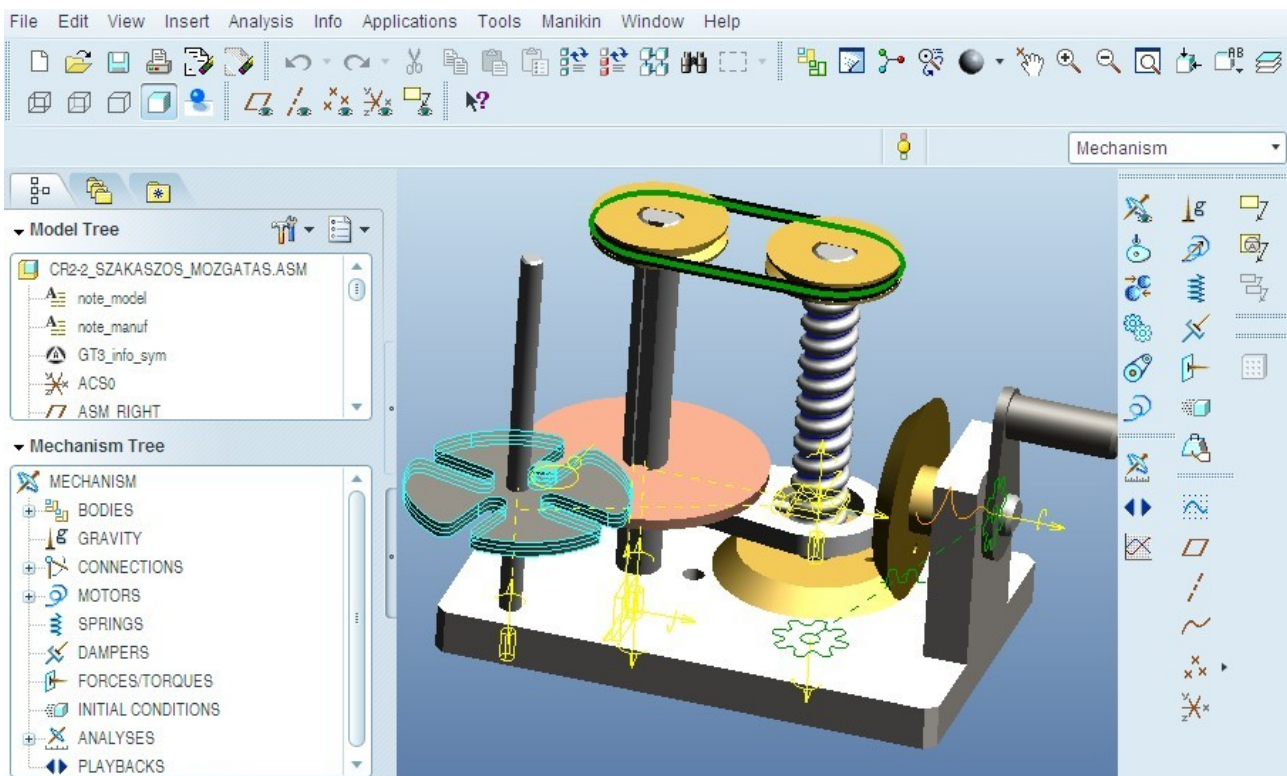 File Edit View Insert Analysis Info Applications Tools Manikin Window Help
Mechanism
Model Tree
CR2-2_SZAKASZOS_MOZGATAS.ASM
note_model
note_manuf
GT3_info_sym
ACS0
ASM_RIGHT
Mechanism Tree
MECHANISM
BODIES
GRAVITY
CONNECTIONS
MOTORS
SPRINGS
DAMPERS
FORCES/TORQUES
INITIAL CONDITIONS
ANALYSES
PLAYBACKS